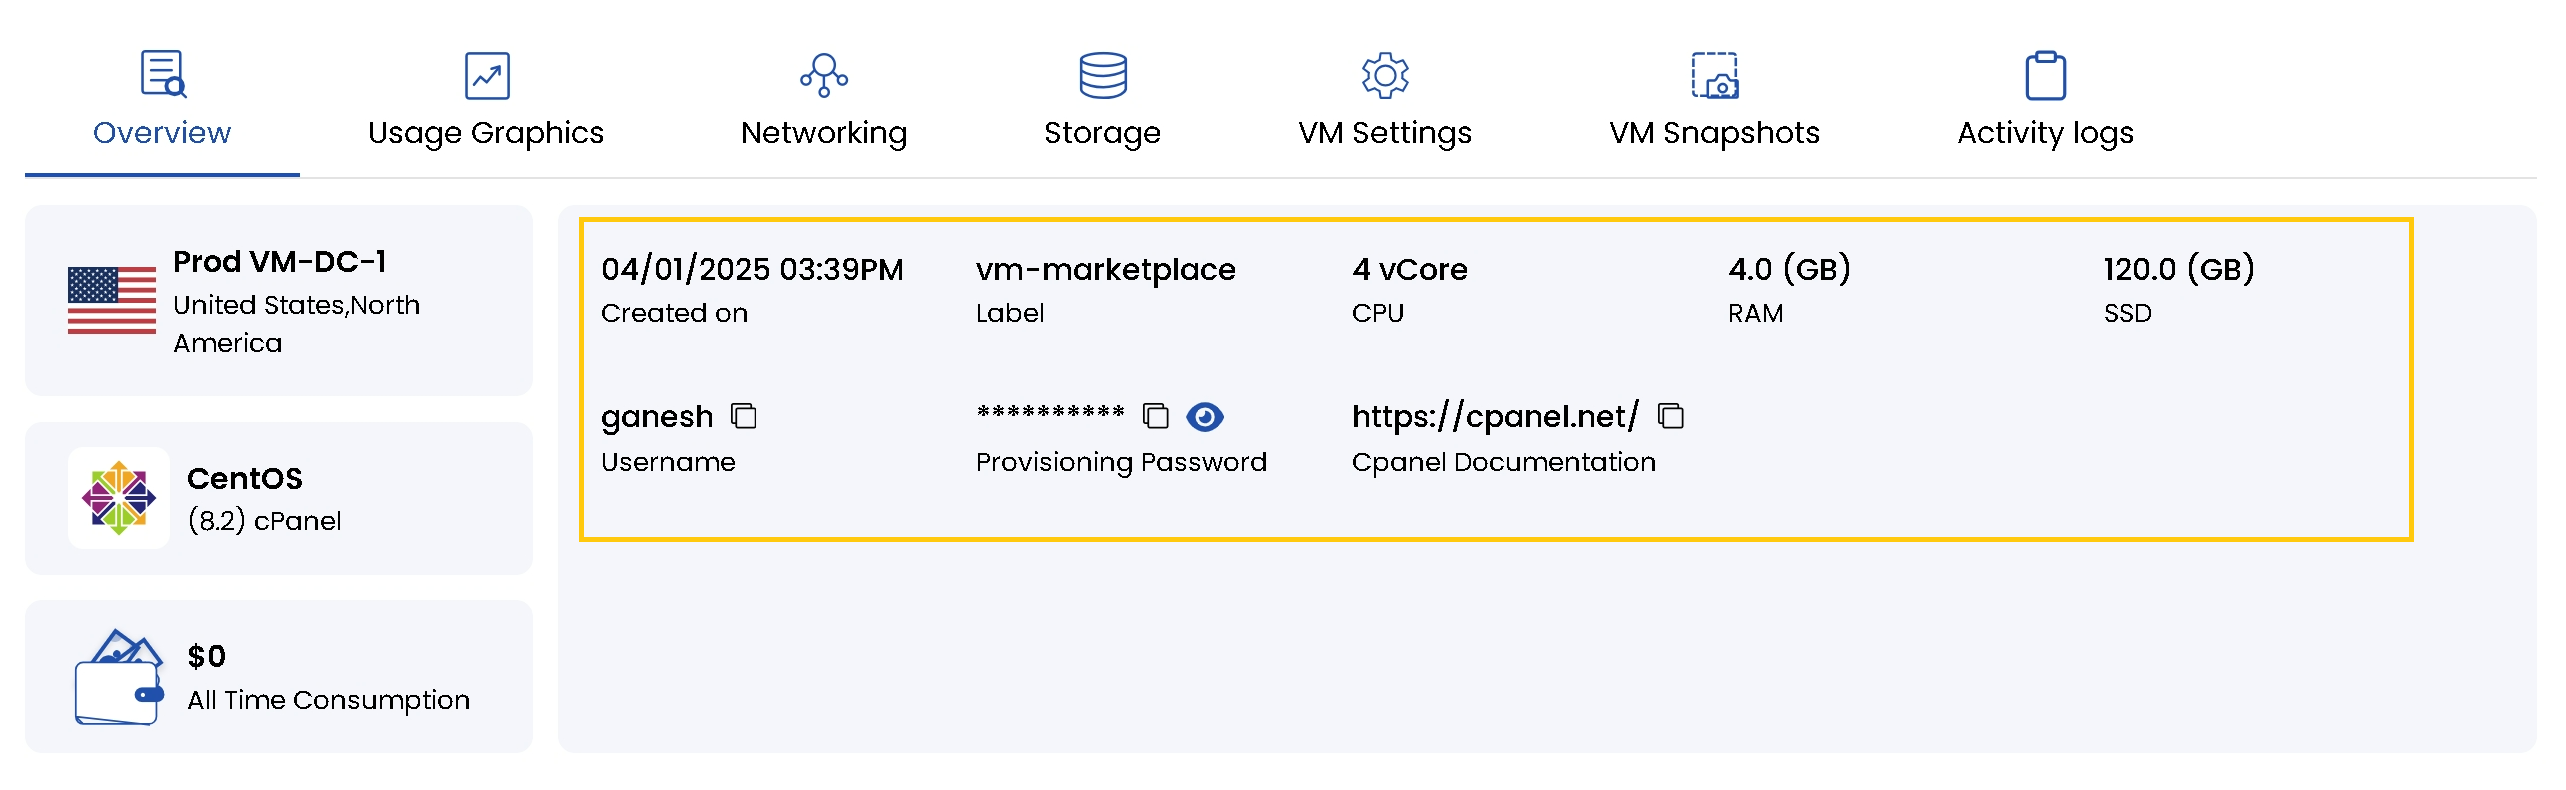 Overview
Usage Graphics
Networking
Storage
VM Settings
VM Snapshots
Activity logs
Prod VM-DC-1
United States,North
America
CentOS
(8.2) cPanel
$0
All Time Consumption
04/01/2025 03:39PM
Created on
vm-marketplace
Label
4 vCore
CPU
4.0 (GB)
RAM
120.0 (GB)
SSD
ganesh
Username
**********
Provisioning Password
https://cpanel.net/
Cpanel Documentation